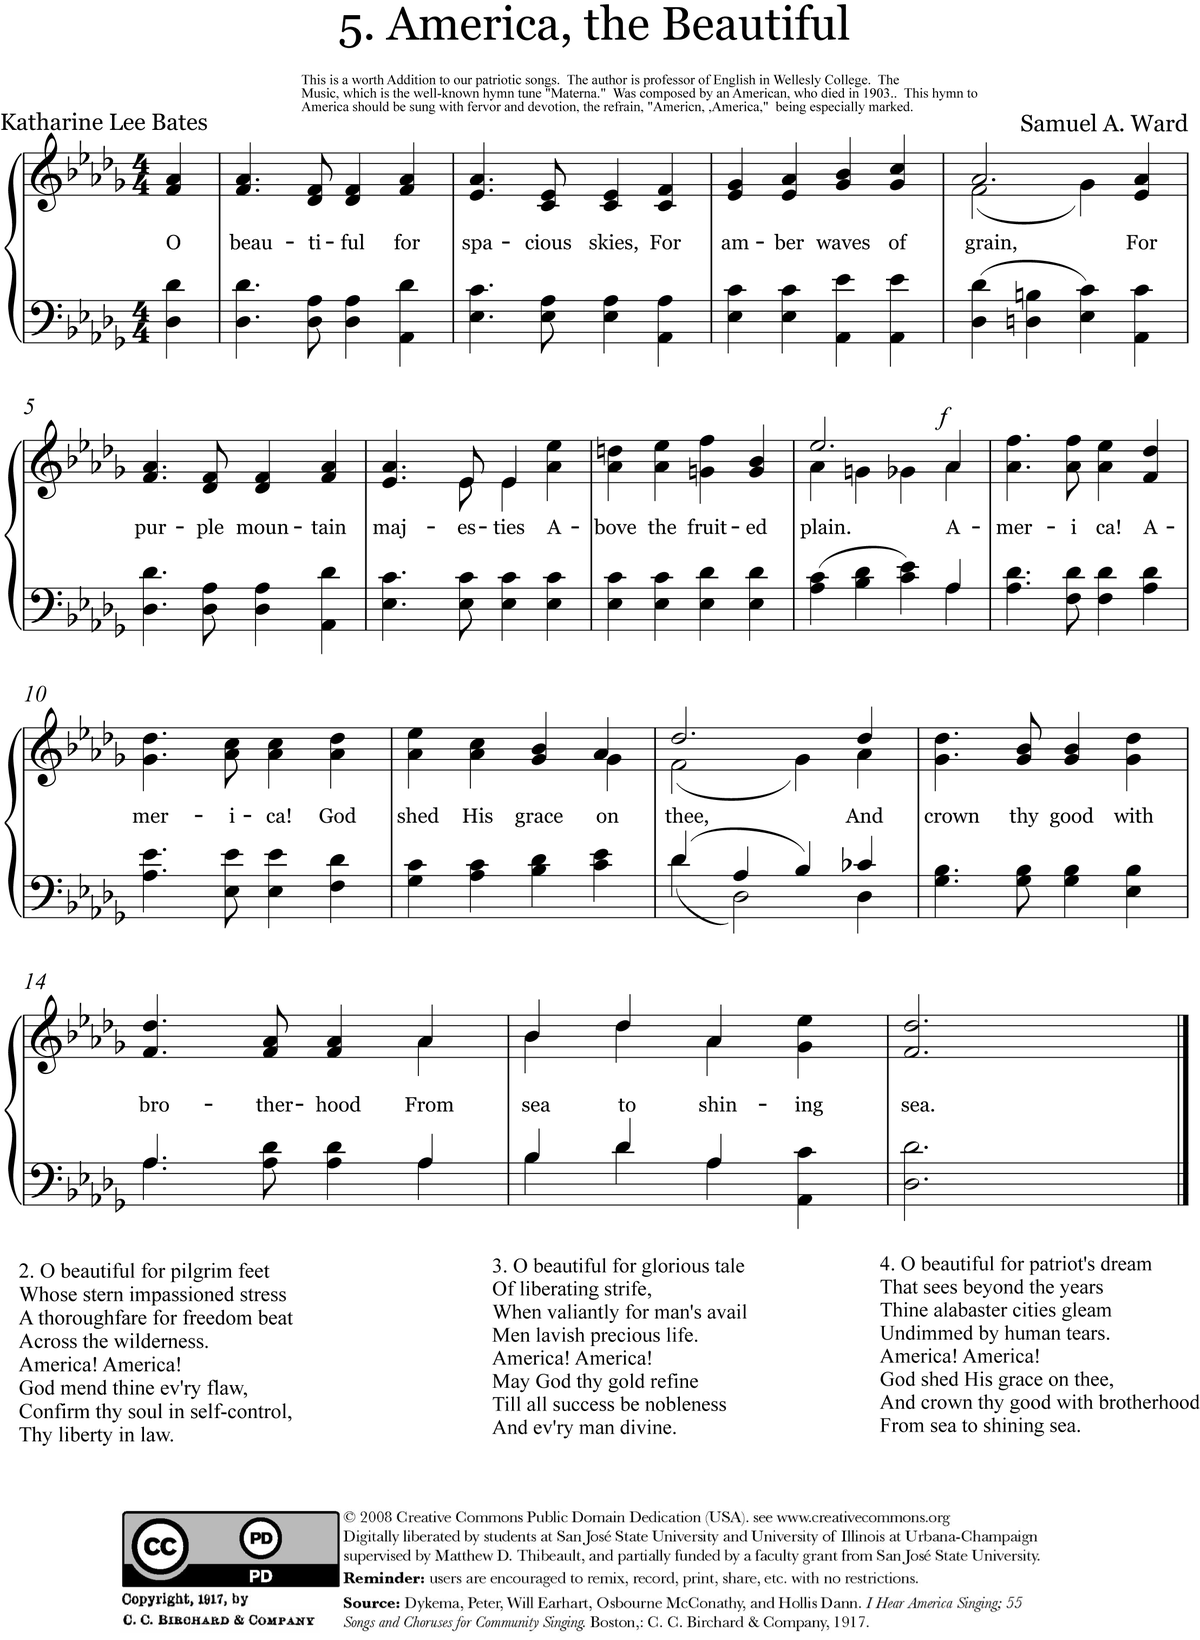 5. America, the Beautiful
This is a worth Addition to our patriotic songs. The author is professor of English in Wellesly College. The
Music, which is the well-known hymn tune "Materna." Was composed by an American, who died in 1903.. This hymn to
America should be sung with fervor and devotion, the refrain, "Americn, ,America," being especially marked.
Katharine Lee Bates
Samuel A. Ward
O beau - ti - ful for spa - cious skies, For am - ber waves of grain, For
5
f
pur - ple moun - tain maj - es - ties A - bove the fruit - ed plain. A - mer - i ca! A -
10
mer - i - ca! God shed His grace on thee, And crown thy good with
14
bro - ther - hood From sea to shin - ing sea.
2. O beautiful for pilgrim feet
Whose stern impassioned stress
A thoroughfare for freedom beat
Across the wilderness.
America! America!
God mend thine ev'ry flaw,
Confirm thy soul in self-control,
Thy liberty in law.
3. O beautiful for glorious tale
Of liberating strife,
When valiantly for man's avail
Men lavish precious life.
America! America!
May God thy gold refine
Till all success be nobleness
And ev'ry man divine.
4. O beautiful for patriot's dream
That sees beyond the years
Thine alabaster cities gleam
Undimmed by human tears.
America! America!
God shed His grace on thee,
And crown thy good with brotherhood
From sea to shining sea.
CC PD
PD
Copyright, 1917, by
C. C. BIRCHARD & COMPANY
© 2008 Creative Commons Public Domain Dedication (USA). see www.creativecommons.org
Digitally liberated by students at San José State University and University of Illinois at Urbana-Champaign
supervised by Matthew D. Thibeault, and partially funded by a faculty grant from San José State University.
Reminder: users are encouraged to remix, record, print, share, etc. with no restrictions.
Source: Dykema, Peter, Will Earhart, Osbourne McConathy, and Hollis Dann. I Hear America Singing; 55
Songs and Choruses for Community Singing. Boston,: C. C. Birchard & Company, 1917.